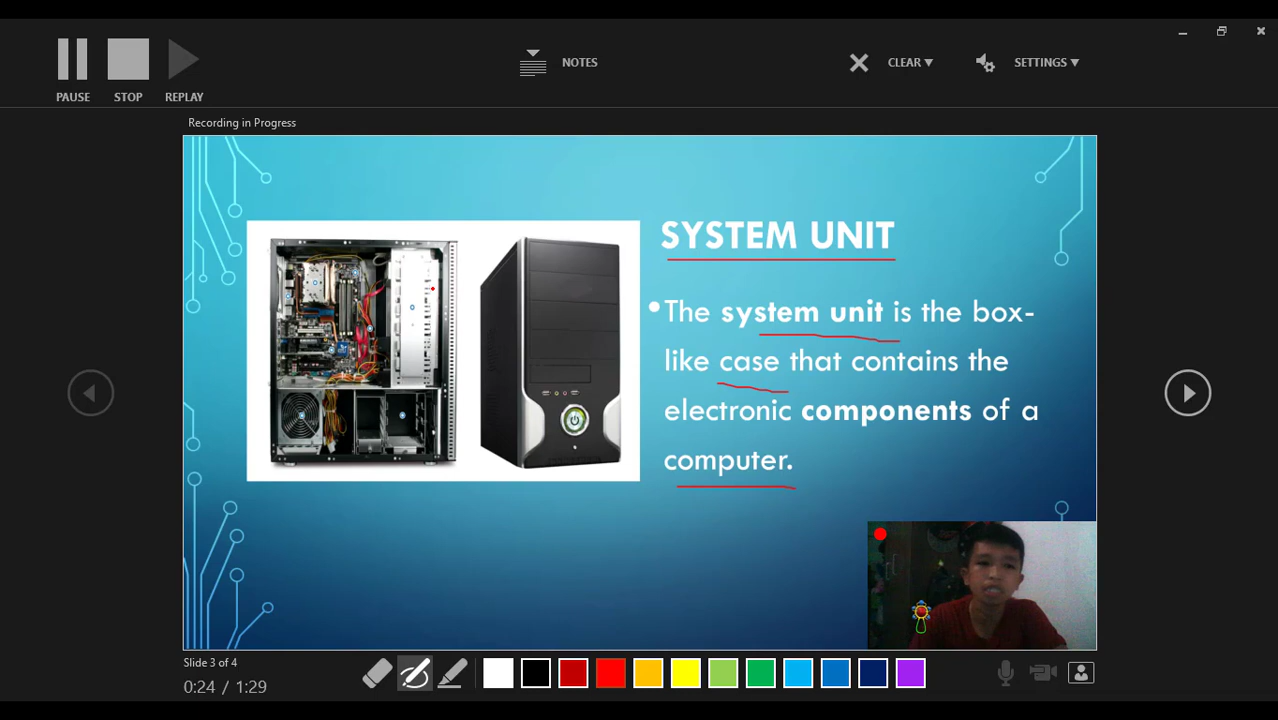 PAUSE
STOP
REPLAY
NOTES
CLEAR
SETTINGS
Recording in Progress
SYSTEM UNIT
•The system unit is the box-
like case that contains the
electronic components of a
computer.
Slide 3 of 4
0:24 / 1:29